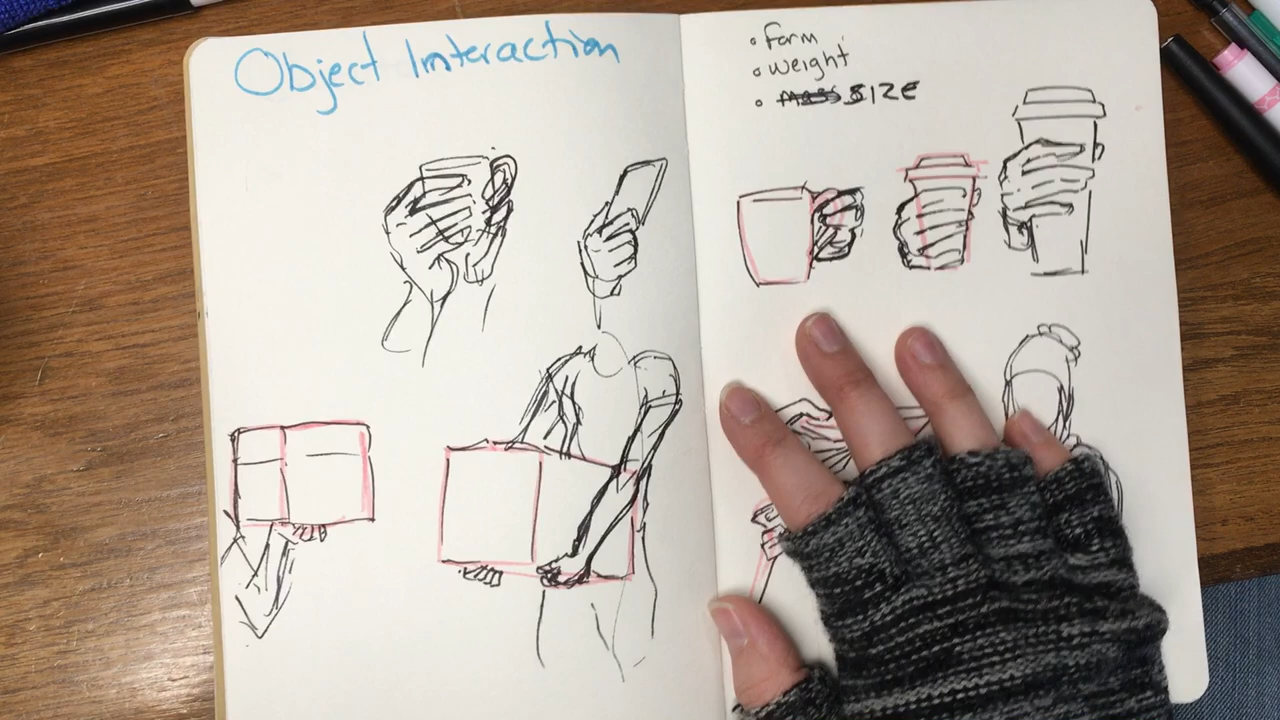 Object Interaction
• Form
• weight
• SIZE